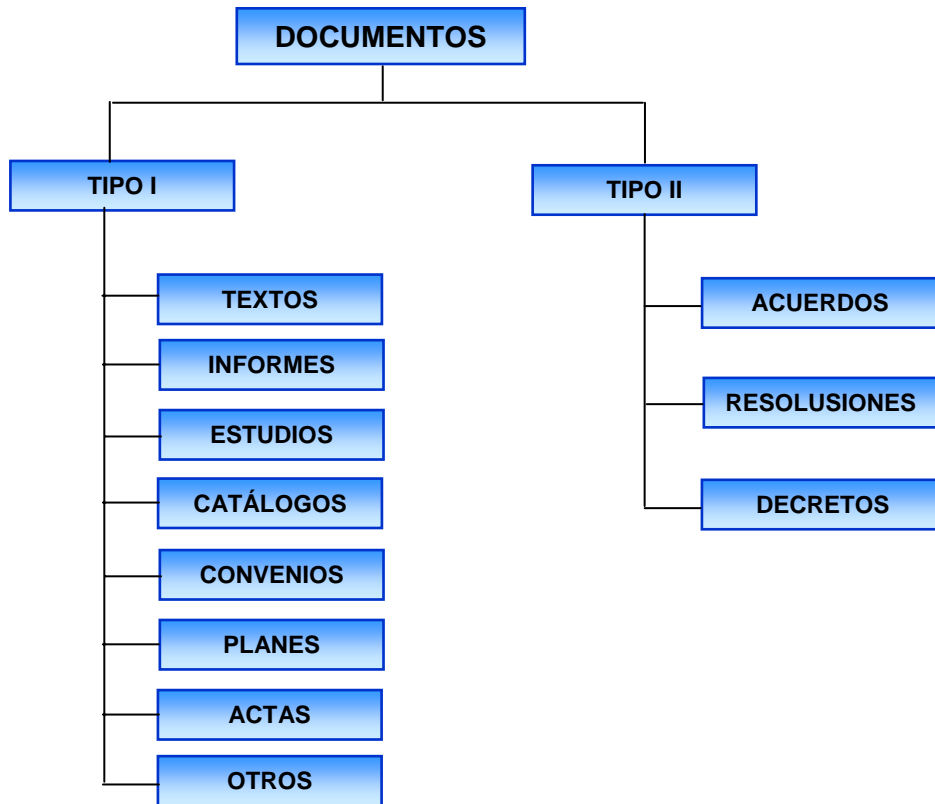 DOCUMENTOS
TIPO I
TIPO II
TEXTOS
INFORMES
ESTUDIOS
CATÁLOGOS
CONVENIOS
PLANES
ACTAS
OTROS
ACUERDOS
RESOLUSIONES
DECRETOS